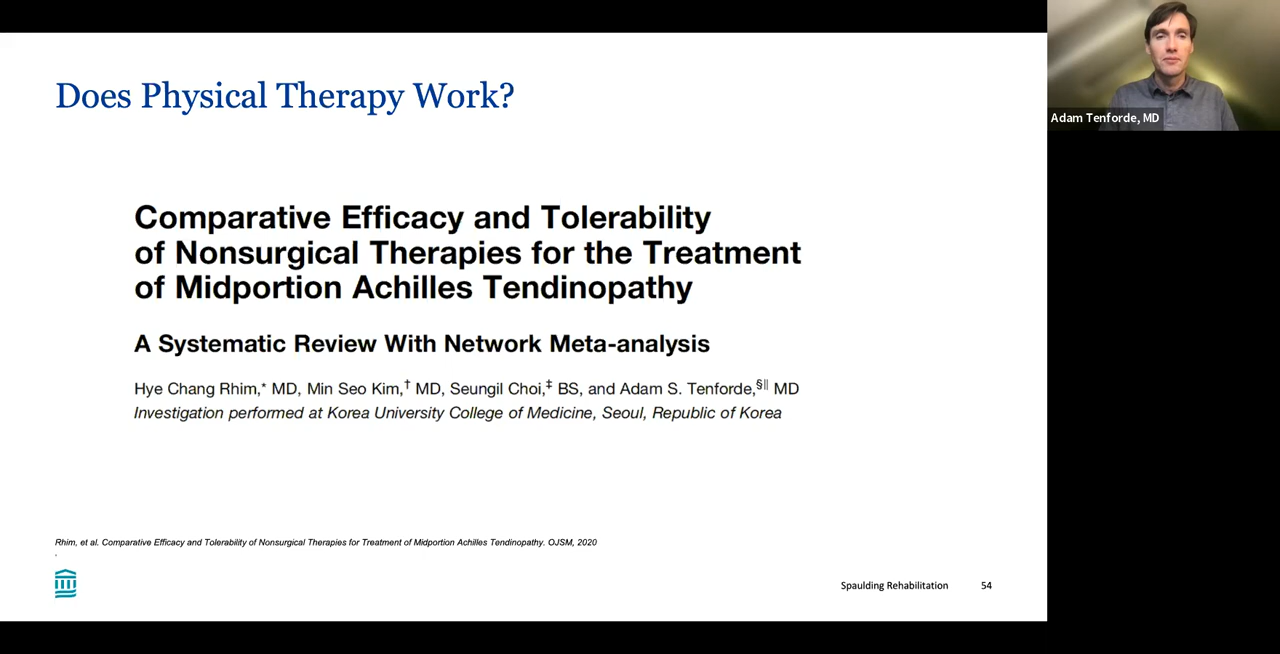 Does Physical Therapy Work?
Comparative Efficacy and Tolerability
of Nonsurgical Therapies for the Treatment
of Midportion Achilles Tendinopathy
A Systematic Review With Network Meta-analysis
Hye Chang Rhim,* MD, Min Seo Kim,† MD, Seungil Choi,‡ BS, and Adam S. Tenforde,§|| MD
Investigation performed at Korea University College of Medicine, Seoul, Republic of Korea
Rhim, et al. Comparative Efficacy and Tolerability of Nonsurgical Therapies for Treatment of Midportion Achilles Tendinopathy. OJSM, 2020
.
Spaulding Rehabilitation 54
Adam Tenforde, MD